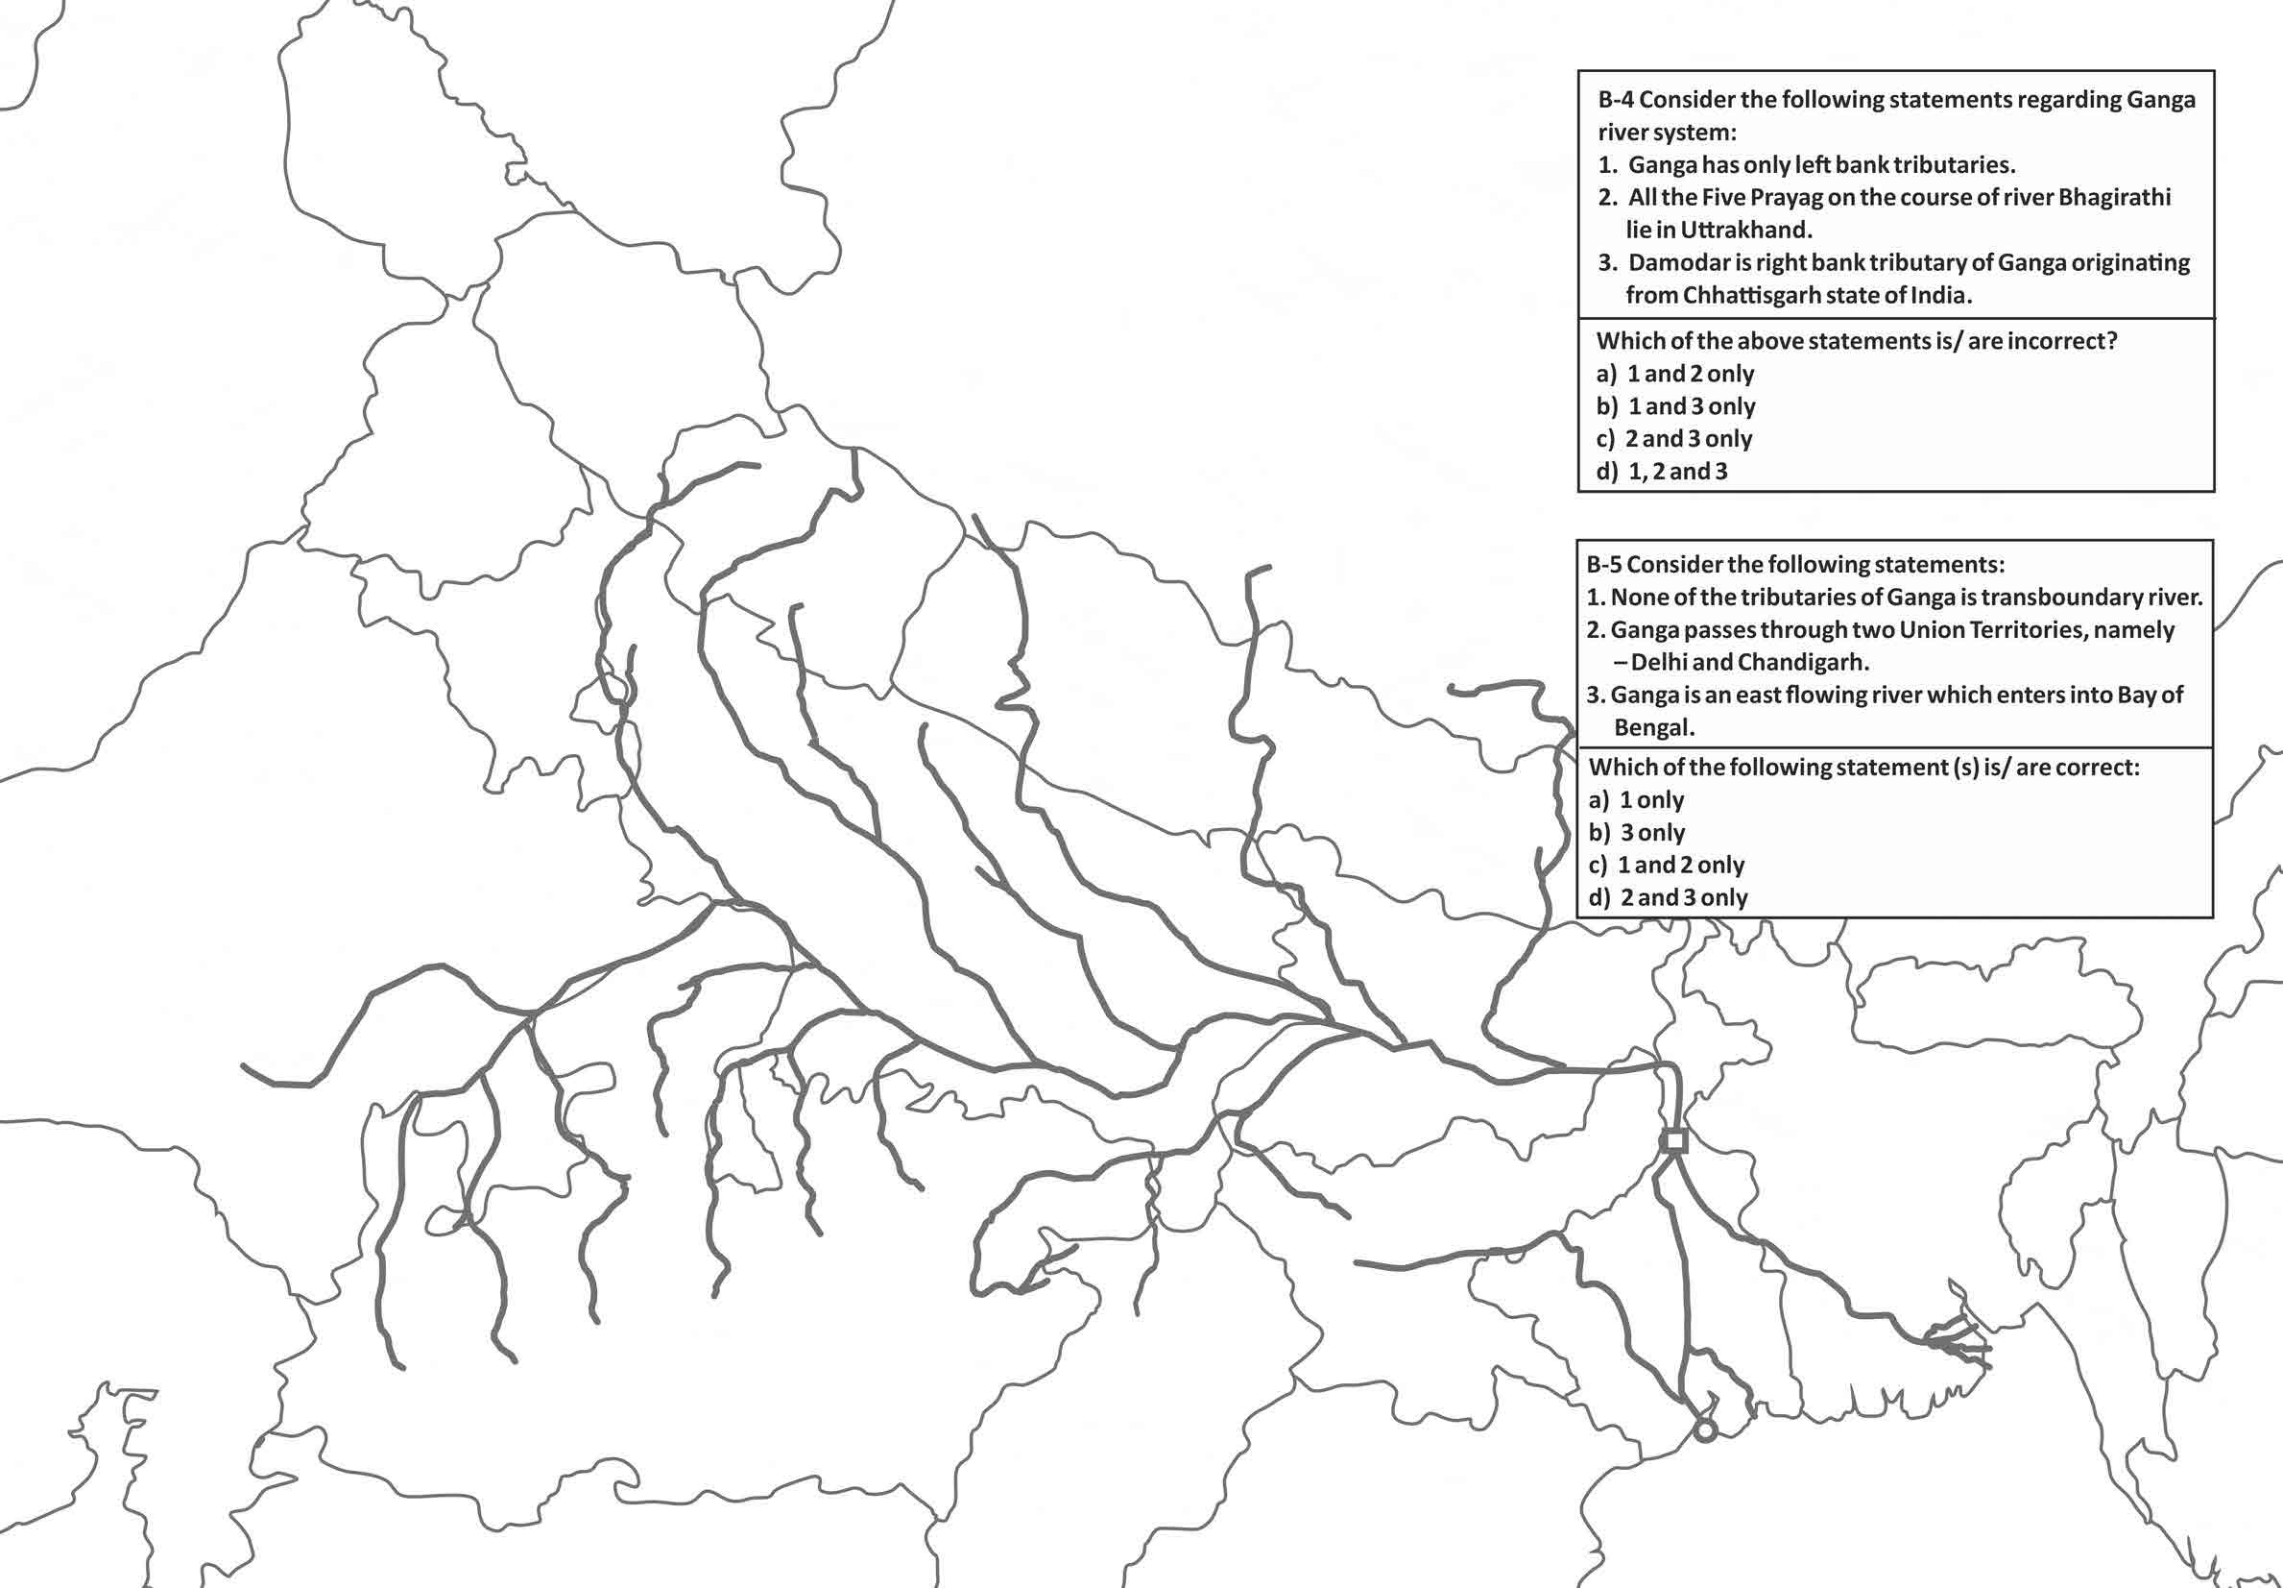 B-4 Consider the following statements regarding Ganga
river system:
1. Ganga has only left bank tributaries.
2. All the Five Prayag on the course of river Bhagirathi
lie in Uttrakhand.
3. Damodar is right bank tributary of Ganga originating
from Chhattisgarh state of India.
Which of the above statements is/ are incorrect?
a) 1 and 2 only
b) 1 and 3 only
c) 2 and 3 only
d) 1, 2 and 3
B-5 Consider the following statements:
1. None of the tributaries of Ganga is transboundary river.
2. Ganga passes through two Union Territories, namely
– Delhi and Chandigarh.
3. Ganga is an east flowing river which enters into Bay of
Bengal.
Which of the following statement (s) is/ are correct:
a) 1 only
b) 3 only
c) 1 and 2 only
d) 2 and 3 only